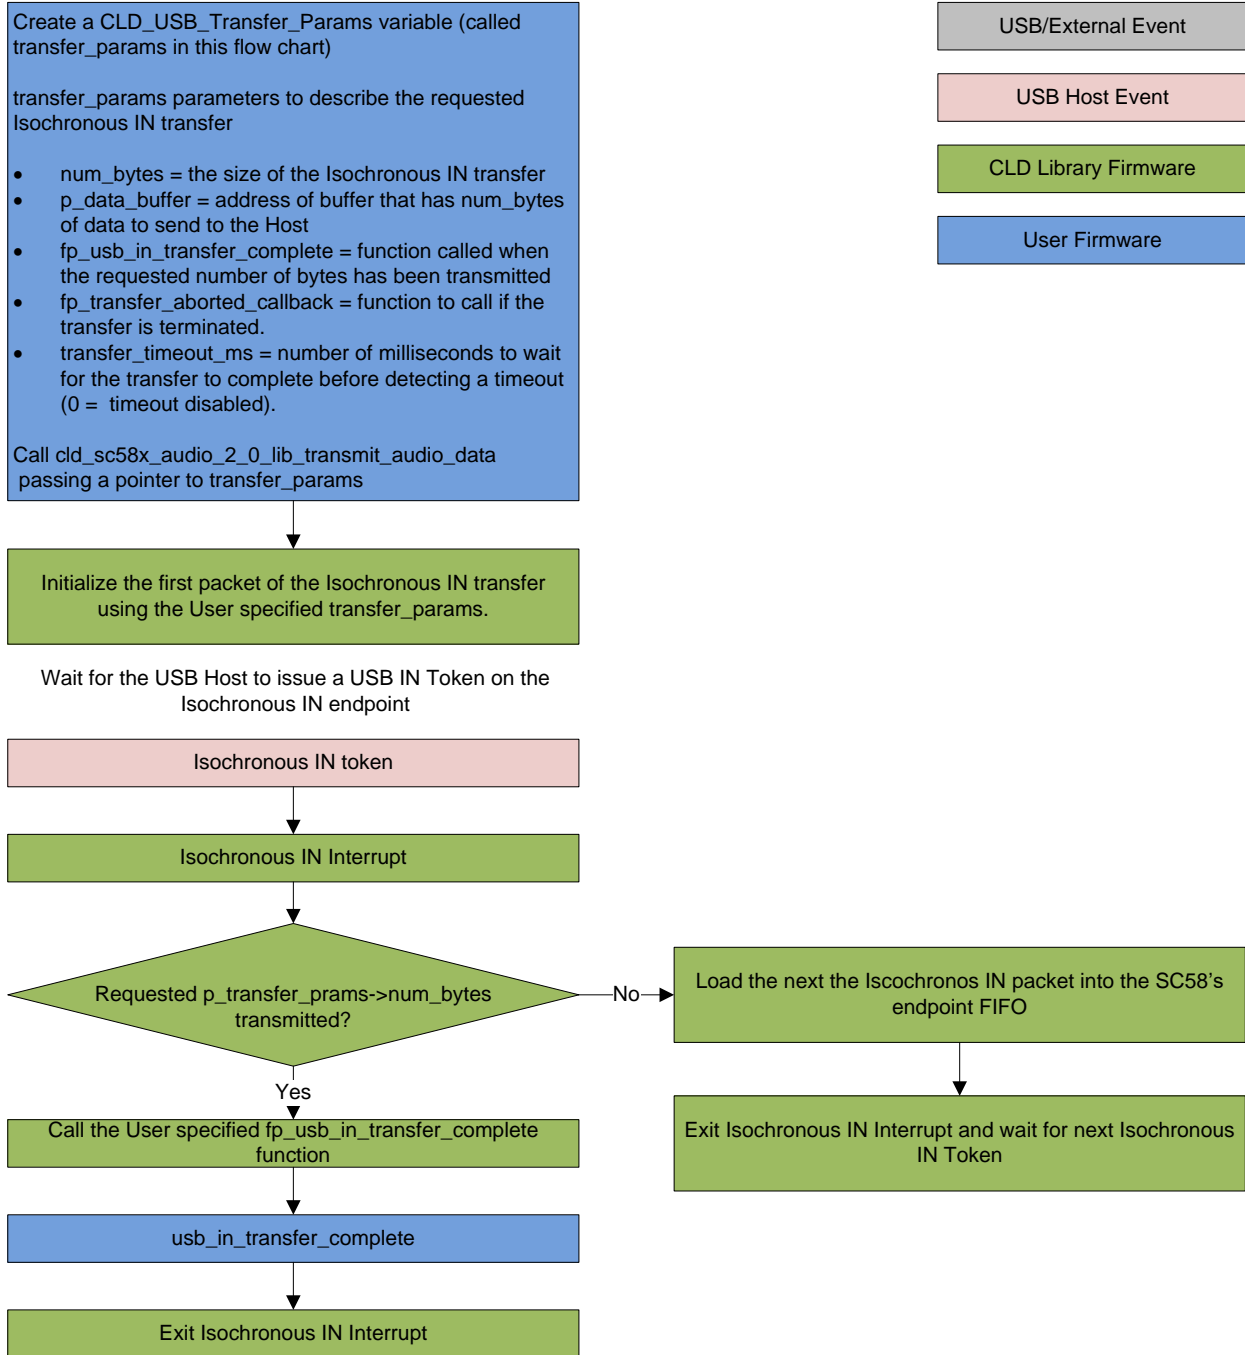 Create a CLD_USB_Transfer_Params variable (called
transfer_params in this flow chart)
transfer_params parameters to describe the requested
Isochronous IN transfer
• num_bytes = the size of the Isochronous IN transfer
• p_data_buffer = address of buffer that has num_bytes
of data to send to the Host
• fp_usb_in_transfer_complete = function called when
the requested number of bytes has been transmitted
• fp_transfer_aborted_callback = function to call if the
transfer is terminated.
• transfer_timeout_ms = number of milliseconds to wait
for the transfer to complete before detecting a timeout
(0 =  timeout disabled).
Call cld_sc58x_audio_2_0_lib_transmit_audio_data
passing a pointer to transfer_params
USB/External Event
USB Host Event
CLD Library Firmware
User Firmware
Initialize the first packet of the Isochronous IN transfer
using the User specified transfer_params.
Wait for the USB Host to issue a USB IN Token on the
Isochronous IN endpoint
Isochronous IN token
Isochronous IN Interrupt
Requested p_transfer_prams->num_bytes
transmitted?
No
Load the next the Iscochronos IN packet into the SC58's
endpoint FIFO
Exit Isochronous IN Interrupt and wait for next Isochronous
IN Token
Yes
Call the User specified fp_usb_in_transfer_complete
function
usb_in_transfer_complete
Exit Isochronous IN Interrupt